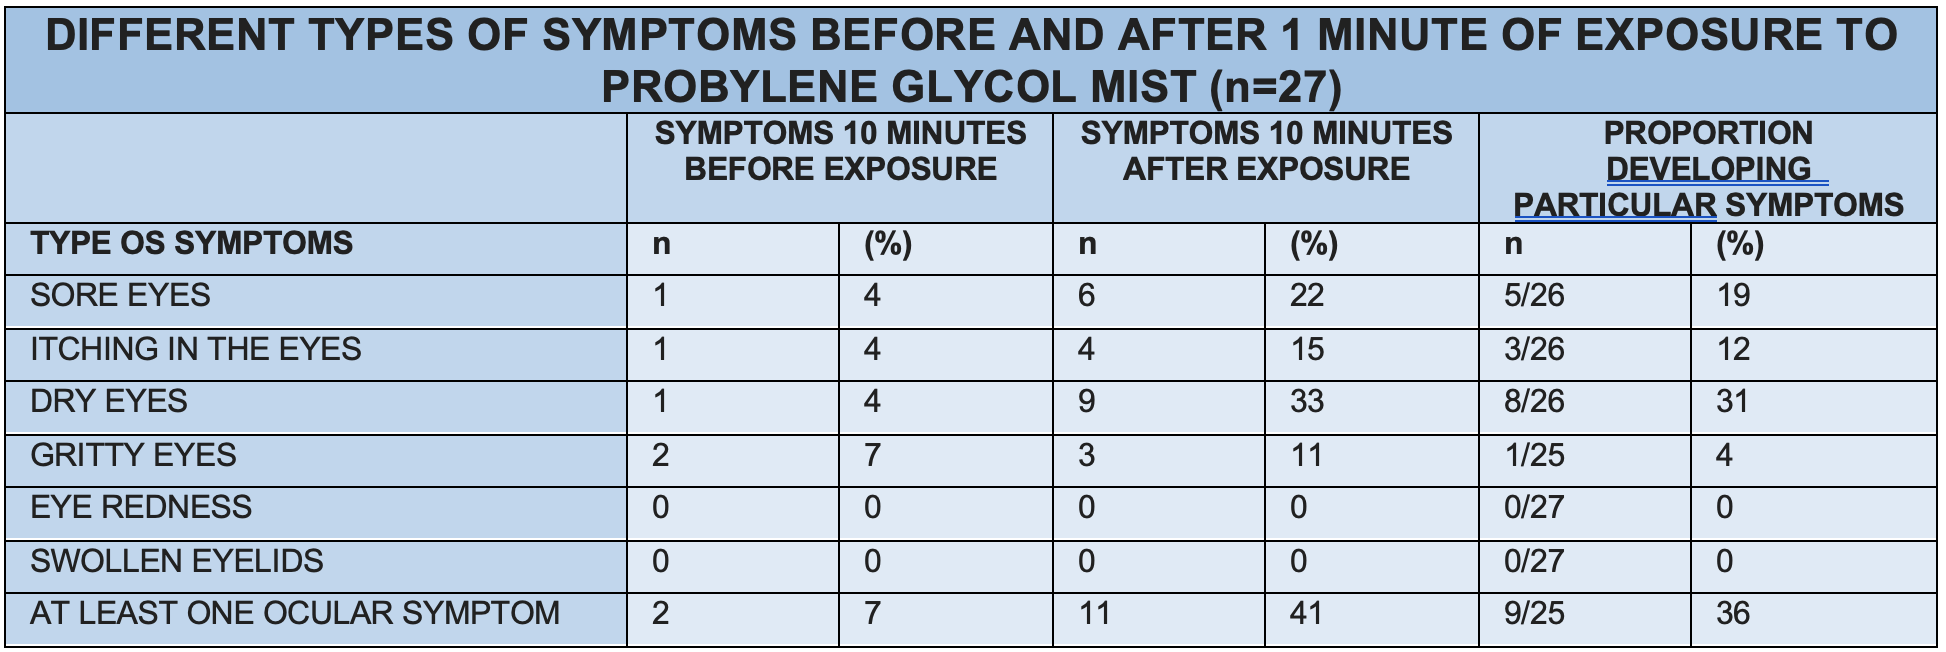 DIFFERENT TYPES OF SYMPTOMS BEFORE AND AFTER 1 MINUTE OF EXPOSURE TO
PROBYLENE GLYCOL MIST (n=27)
SYMPTOMS 10 MINUTES
BEFORE EXPOSURE
SYMPTOMS 10 MINUTES
AFTER EXPOSURE
PROPORTION
DEVELOPING
PARTICULAR SYMPTOMS
TYPE OS SYMPTOMS n (%) n (%) n (%)
SORE EYES 1 4 6 22 5/26 19
ITCHING IN THE EYES 1 4 4 15 3/26 12
DRY EYES 1 4 9 33 8/26 31
GRITTY EYES 2 7 3 11 1/25 4
EYE REDNESS 0 0 0 0 0/27 0
SWOLLEN EYELIDS 0 0 0 0 0/27 0
AT LEAST ONE OCULAR SYMPTOM 2 7 11 41 9/25 36